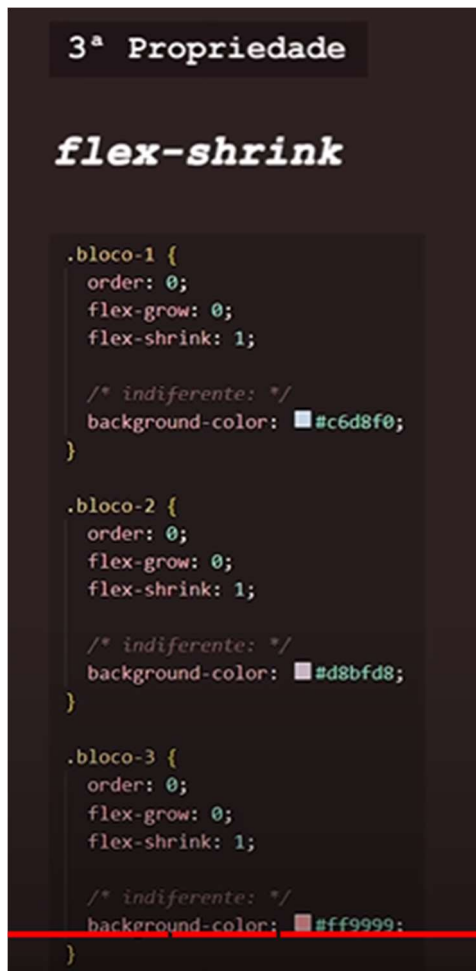 3ª Propriedade
flex-shrink
.bloco-1 {
order: 0;
flex-grow: 0;
flex-shrink: 1;
/* indiferente: */
background-color: #c6d8f0;
}
.bloco-2 {
order: 0;
flex-grow: 0;
flex-shrink: 1;
/* indiferente: */
background-color: #d8bfd8;
}
.bloco-3 {
order: 0;
flex-grow: 0;
flex-shrink: 1;
/* indiferente: */
background-color: #ff9999;
}